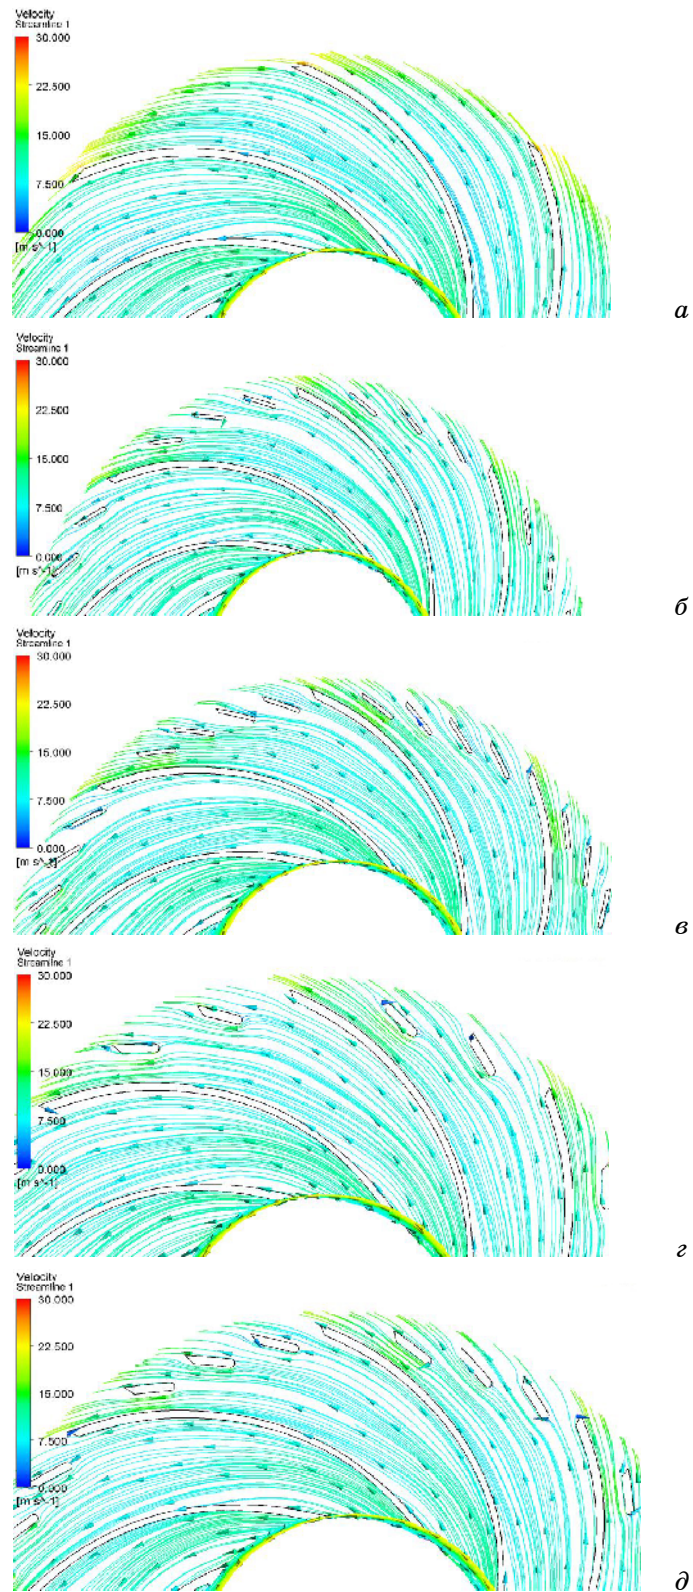 Velocity
Streamline 1
30.000
22.500
15.000
7.500
0.000
[m s^-1]
а
Velocity
Streamline 1
30.000
22.500
15.000
7.500
0.000
[m s^-1]
б
Velocity
Streamline 1
30.000
22.500
15.000
7.500
0.000
[m s^-1]
в
Velocity
Streamline 1
30.000
22.500
15.000
7.500
0.000
[m s^-1]
г
Velocity
Streamline 1
30.000
22.500
15.000
7.500
0.000
[m s^-1]
д